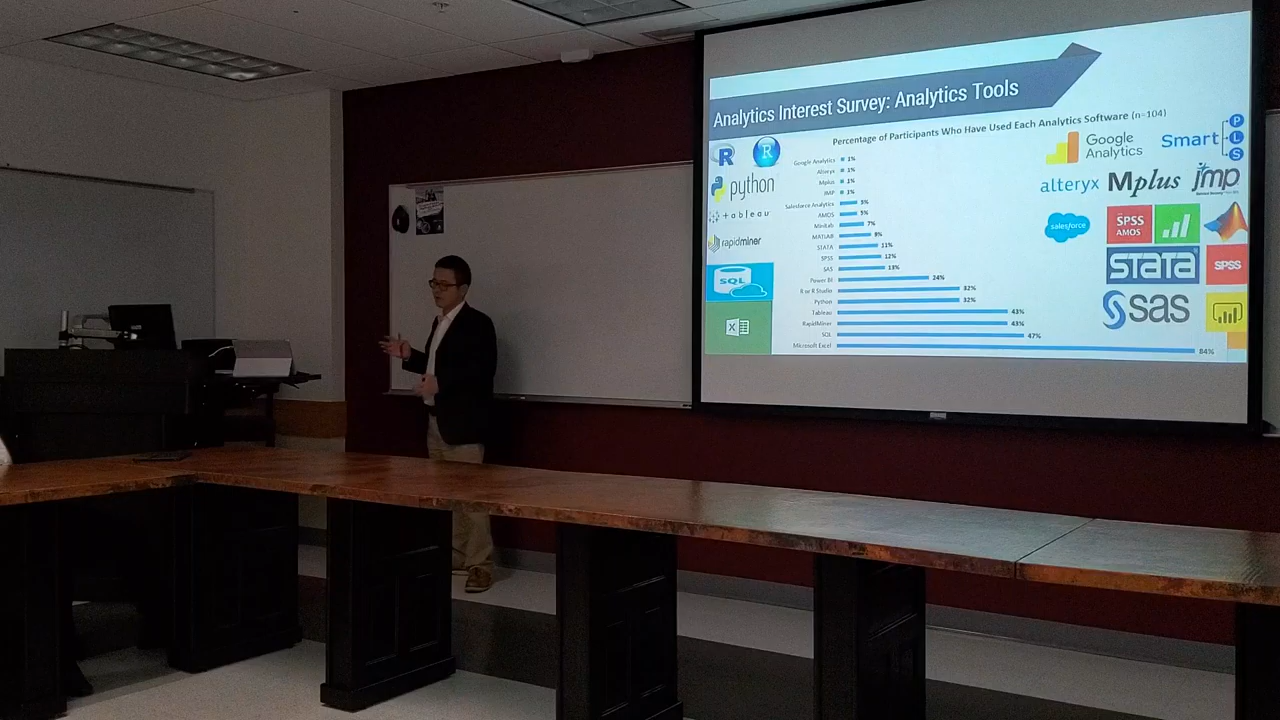 Analytics Interest Survey: Analytics Tools
Percentage of Participants Who Have Used Each Analytics Software (n=104)
R
R
python
+ableau
rapidminer
SQL
X
Google Analytics 1%
Alteryx 1%
Mplus 1%
JMP 1%
Salesforce Analytics 5%
AMOS 5%
Minitab 7%
MATLAB 9%
STATA 11%
SPSS 12%
SAS 13%
Power BI 24%
R or R Studio 32%
Python 32%
Tableau 43%
RapidMiner 43%
SQL 47%
Microsoft Excel 84%
Google
Analytics
Smart P
L
S
alteryx Mplus jmp
salesforce
SPSS
AMOS
STATA
SPSS
sas